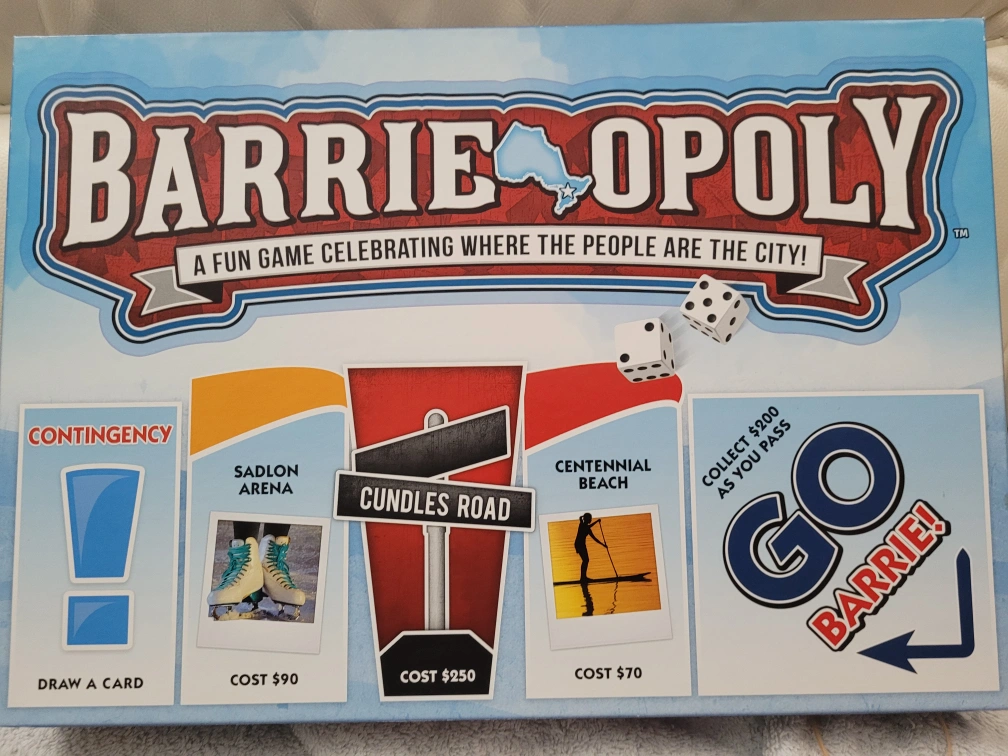 BARRIE OPOLY
TM
A FUN GAME CELEBRATING WHERE THE PEOPLE ARE THE CITY!
CONTINGENCY
!
DRAW A CARD
SADLON
ARENA
COST $90
CUNDLES ROAD
COST $250
CENTENNIAL
BEACH
COST $70
COLLECT $200
AS YOU PASS
GO
BARRIE!